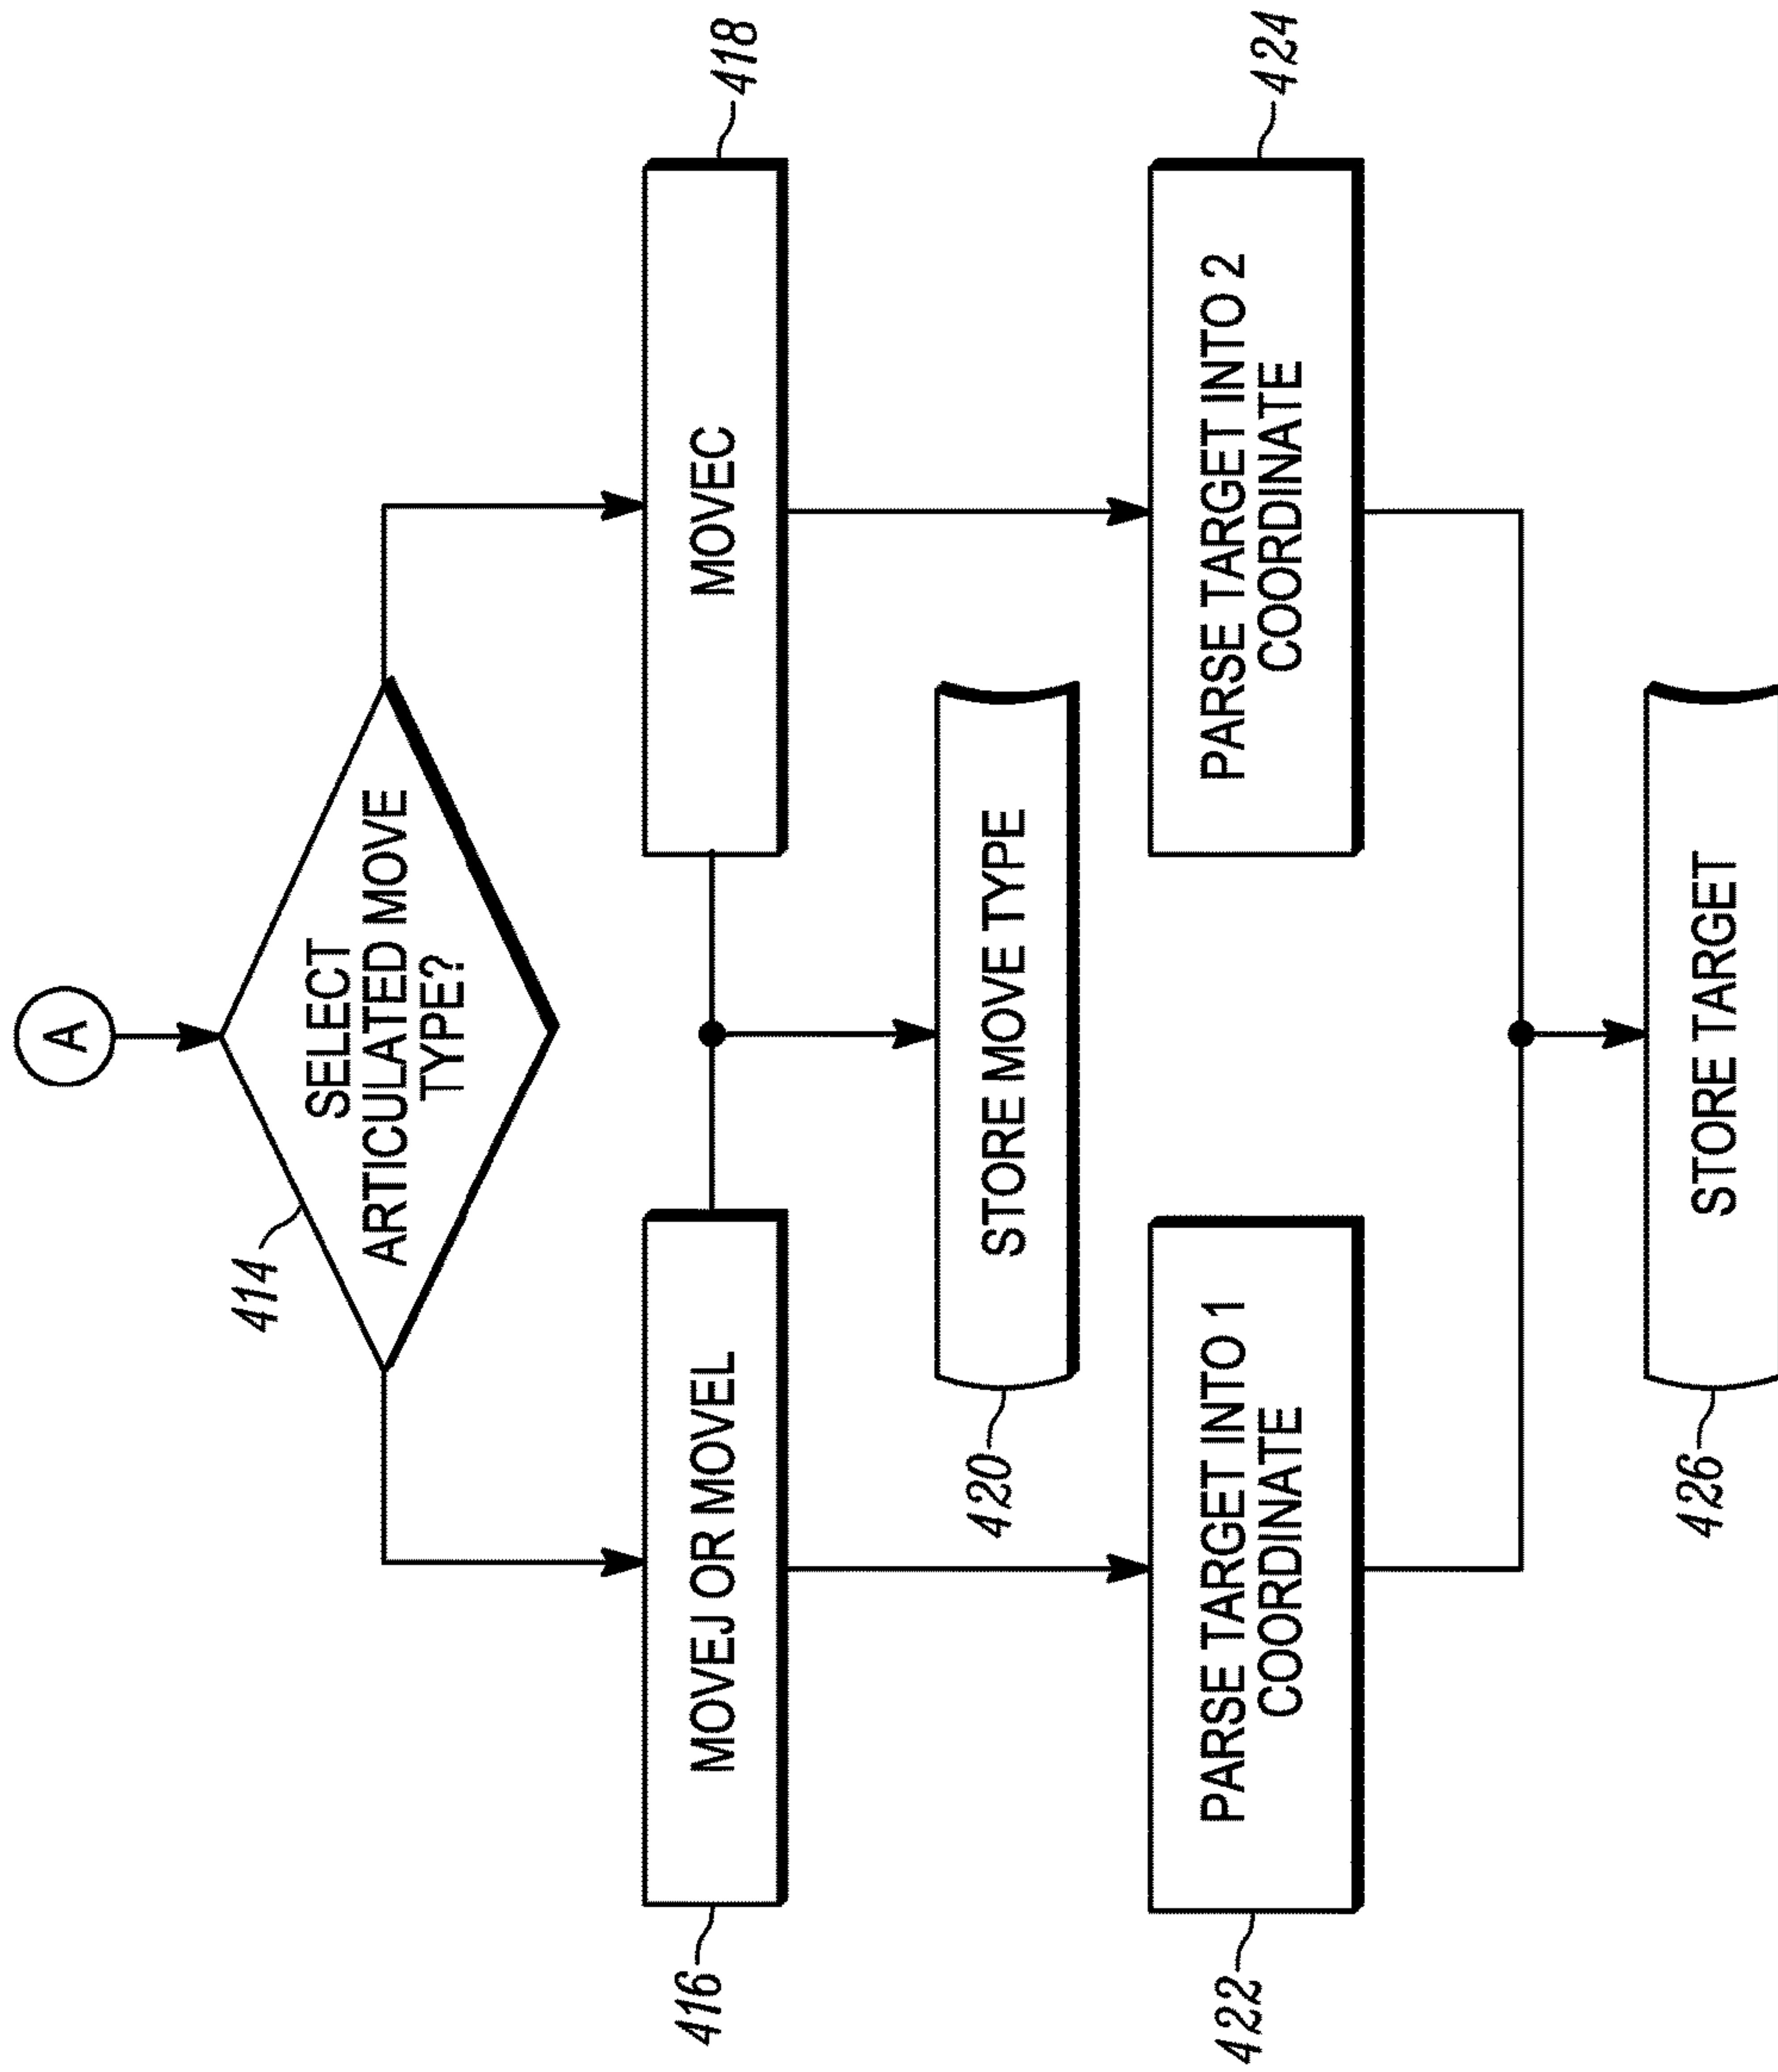 A
414
SELECT
ARTICULATED MOVE
TYPE?
416
MOVEJ OR MOVEL
MOVEC
418
420
STORE MOVE TYPE
422
PARSE TARGET INTO 1
COORDINATE
PARSE TARGET INTO 2
COORDINATE
424
426
STORE TARGET